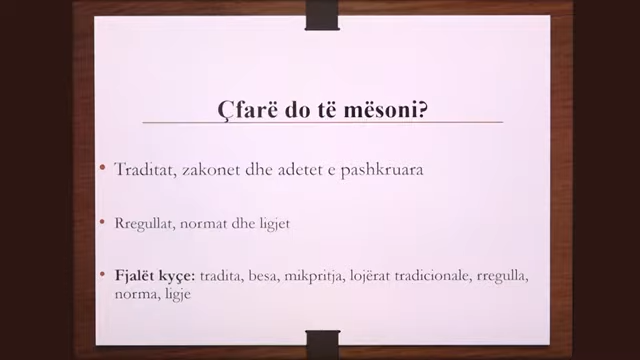 Çfarë do të mësoni?
• Traditat, zakonet dhe adetet e pashkruara
• Rregullat, normat dhe ligjet
• Fjalët kyçe: tradita, besa, mikpritja, lojërat tradicionale, rregulla,
norma, ligje